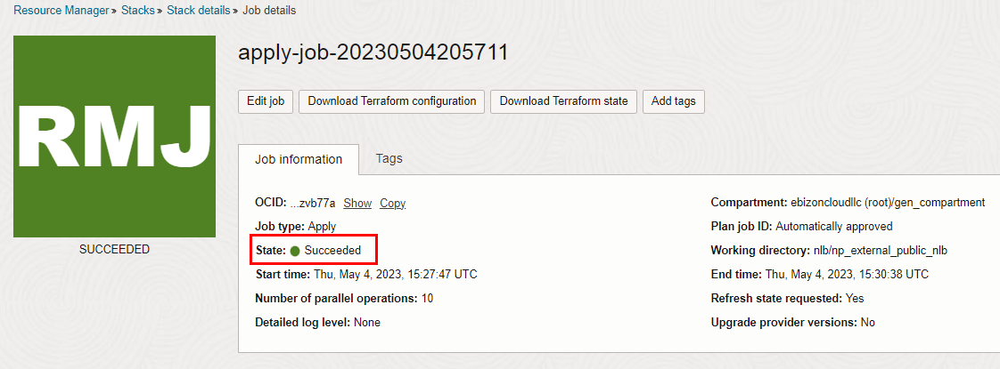 Resource Manager » Stacks » Stack details » Job details
RMJ
SUCCEEDED
apply-job-20230504205711
Edit job Download Terraform configuration Download Terraform state Add tags
Job information Tags
OCID: ...zvb77a Show Copy
Job type: Apply
State: Succeeded
Start time: Thu, May 4, 2023, 15:27:47 UTC
Number of parallel operations: 10
Detailed log level: None
Compartment: ebizoncloudllc (root)/gen_compartment
Plan job ID: Automatically approved
Working directory: nlb/np_external_public_nlb
End time: Thu, May 4, 2023, 15:30:38 UTC
Refresh state requested: Yes
Upgrade provider versions: No